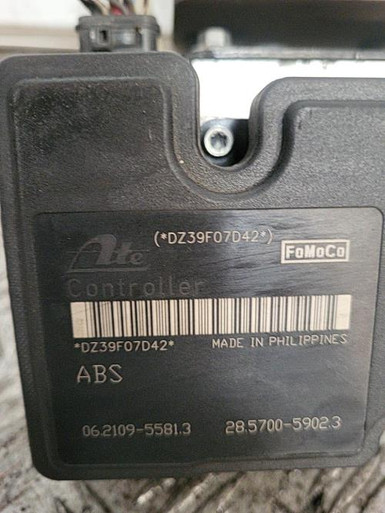 (*DZ39F07D42*)
Ate
FoMoCo
Controller
*DZ39F07D42*
MADE IN PHILIPPINES
ABS
06.2109-5581.3
28.5700-5902.3